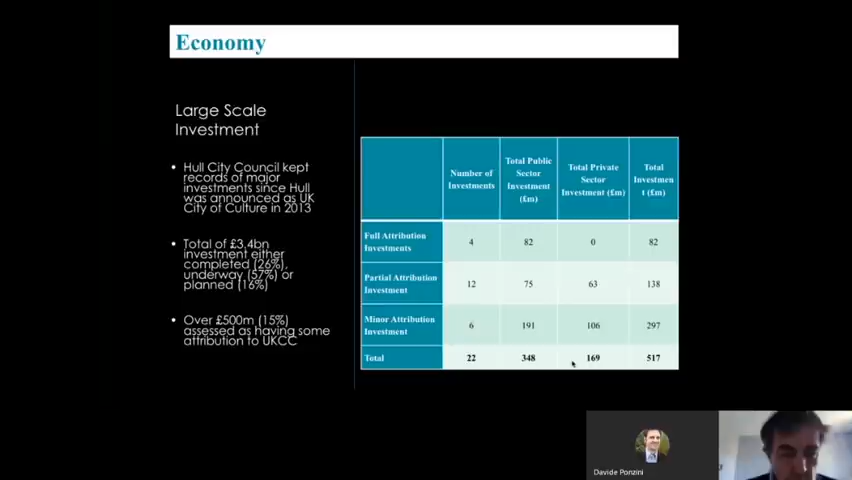 Economy
Large Scale
Investment
• Hull City Council kept
records of major
investments since Hull
was announced as UK
City of Culture in 2013
• Total of £3.4bn
investment either
completed (26%),
underway (57%) or
planned (16%)
• Over £500m (15%)
assessed as having some
attribution to UKCC
Number of
Investments
Total Public
Sector
Investment
(£m)
Total Private
Sector
Investment (£m)
Total
Investmen
t (£m)
Full Attribution
Investments
4 82 0 82
Partial Attribution
Investment
12 75 63 138
Minor Attribution
Investment
6 191 106 297
Total 22 348 169 517
Davide Ponzini